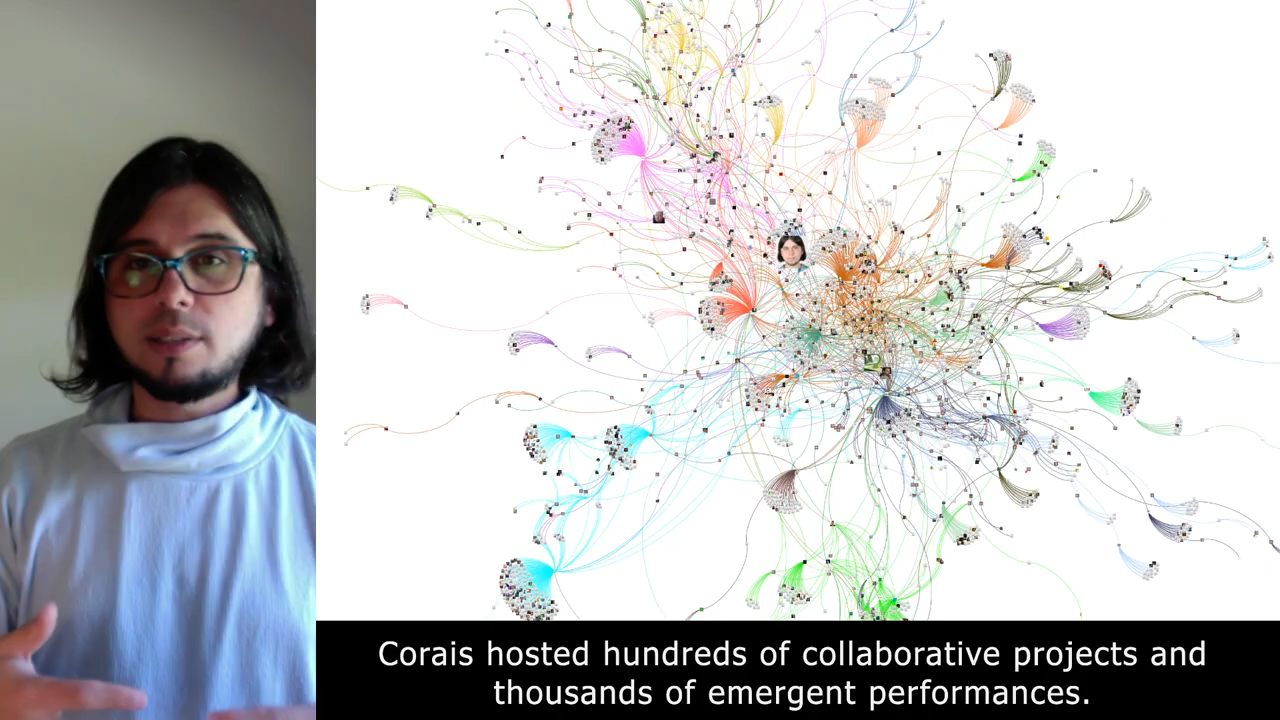 Corais hosted hundreds of collaborative projects and
thousands of emergent performances.